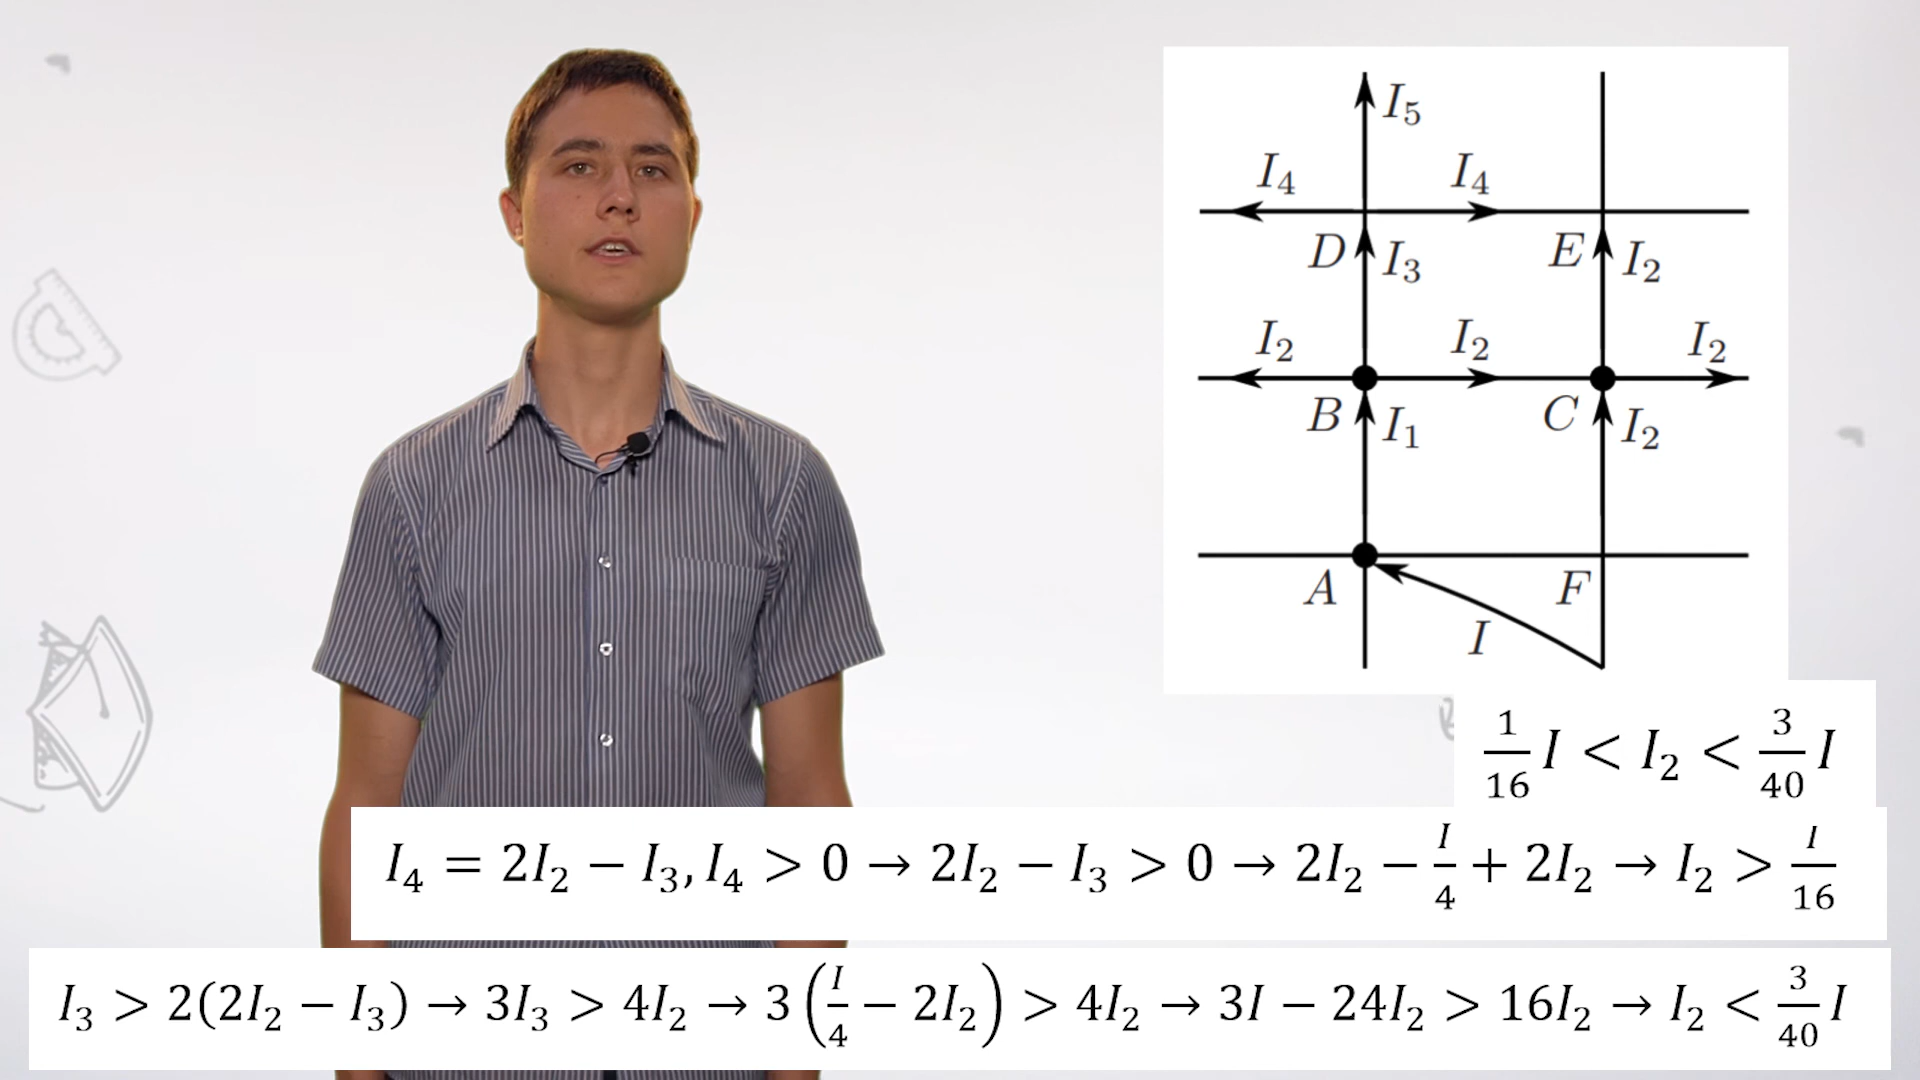 I₅
I₄ I₄
D I₃ E I₂
I₂ I₂ I₂
B I₁ C I₂
A F
I
1/16 I < I₂ < 3/40 I
I₄ = 2I₂ − I₃, I₄ > 0 → 2I₂ − I₃ > 0 → 2I₂ − I/4 + 2I₂ → I₂ > I/16
I₃ > 2(2I₂ − I₃) → 3I₃ > 4I₂ → 3(I/4 − 2I₂) > 4I₂ → 3I − 24I₂ > 16I₂ → I₂ < 3/40 I